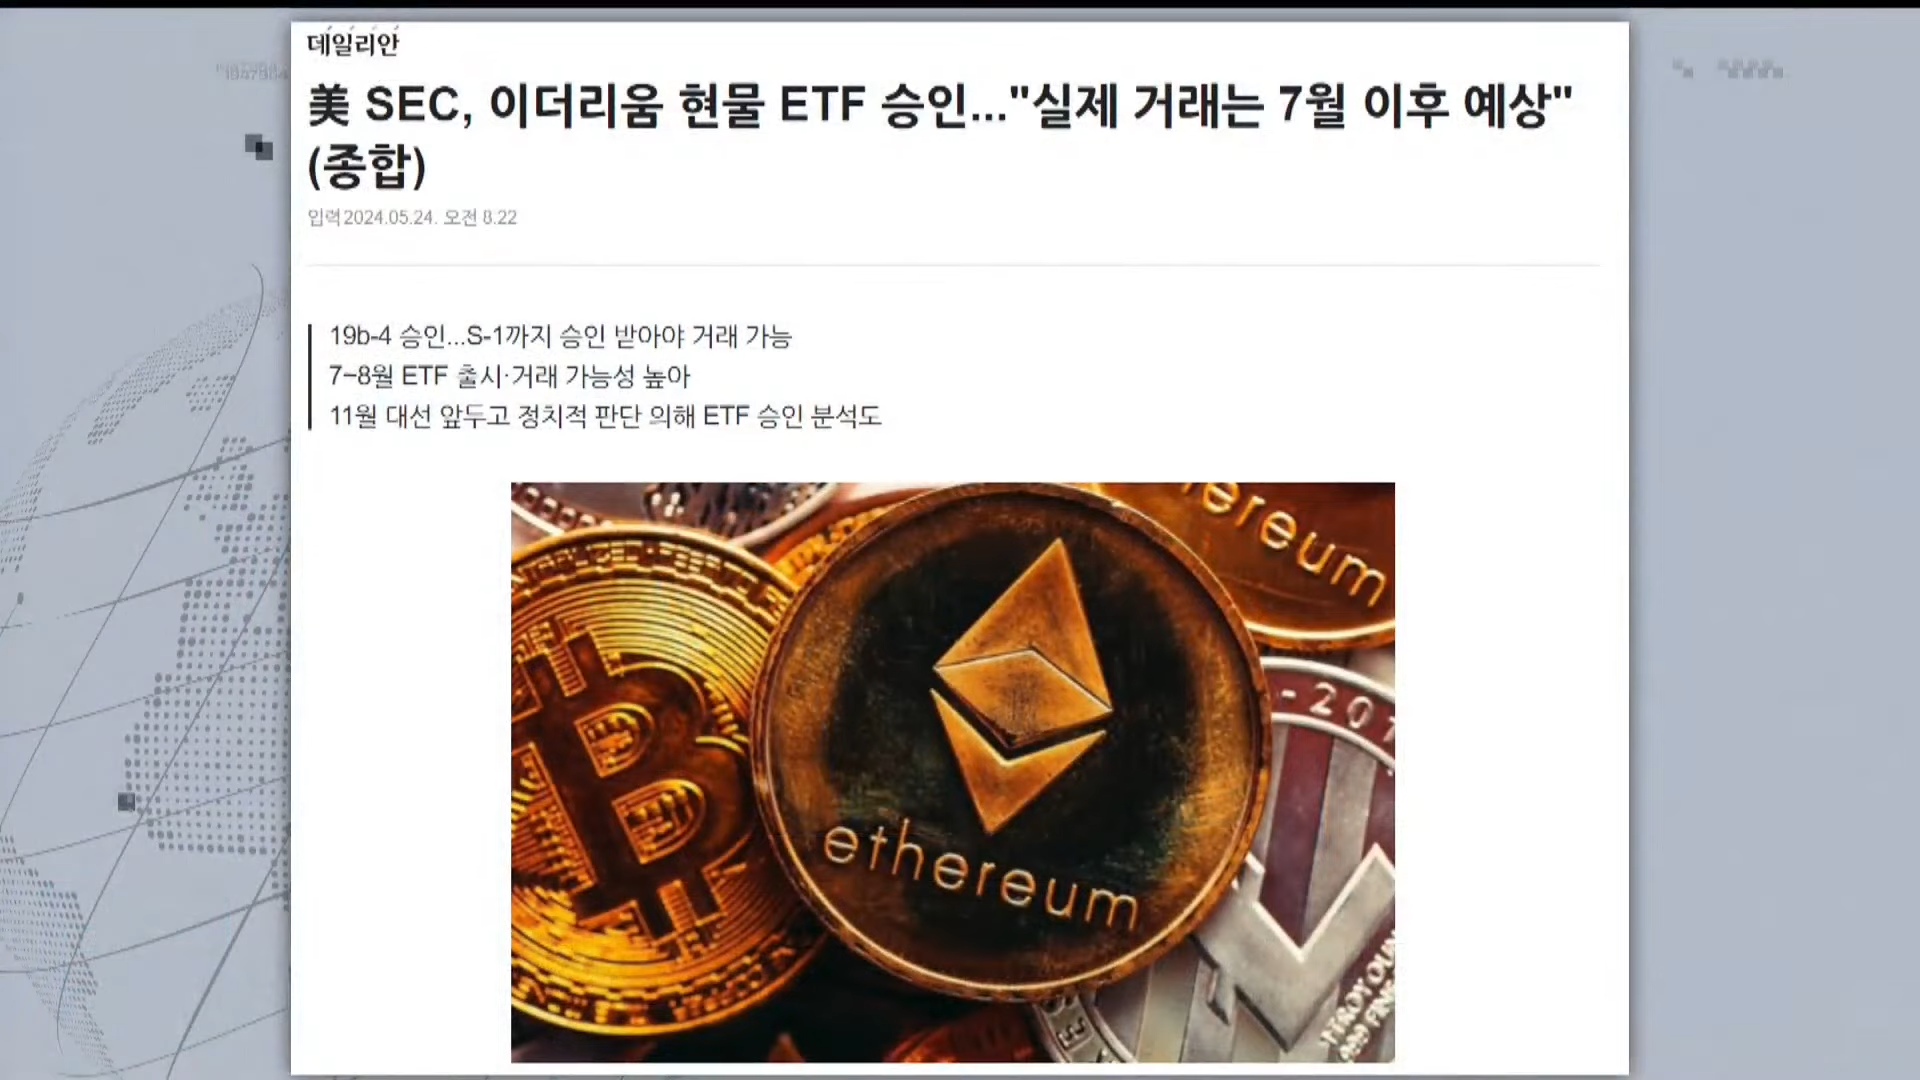 데일리안
美 SEC, 이더리움 현물 ETF 승인..."실제 거래는 7월 이후 예상"
(종합)
입력 2024.05.24. 오전 8.22
19b-4 승인...S-1까지 승인 받아야 거래 가능
7~8월 ETF 출시·거래 가능성 높아
11월 대선 앞두고 정치적 판단 의해 ETF 승인 분석도
ereum
ethereum